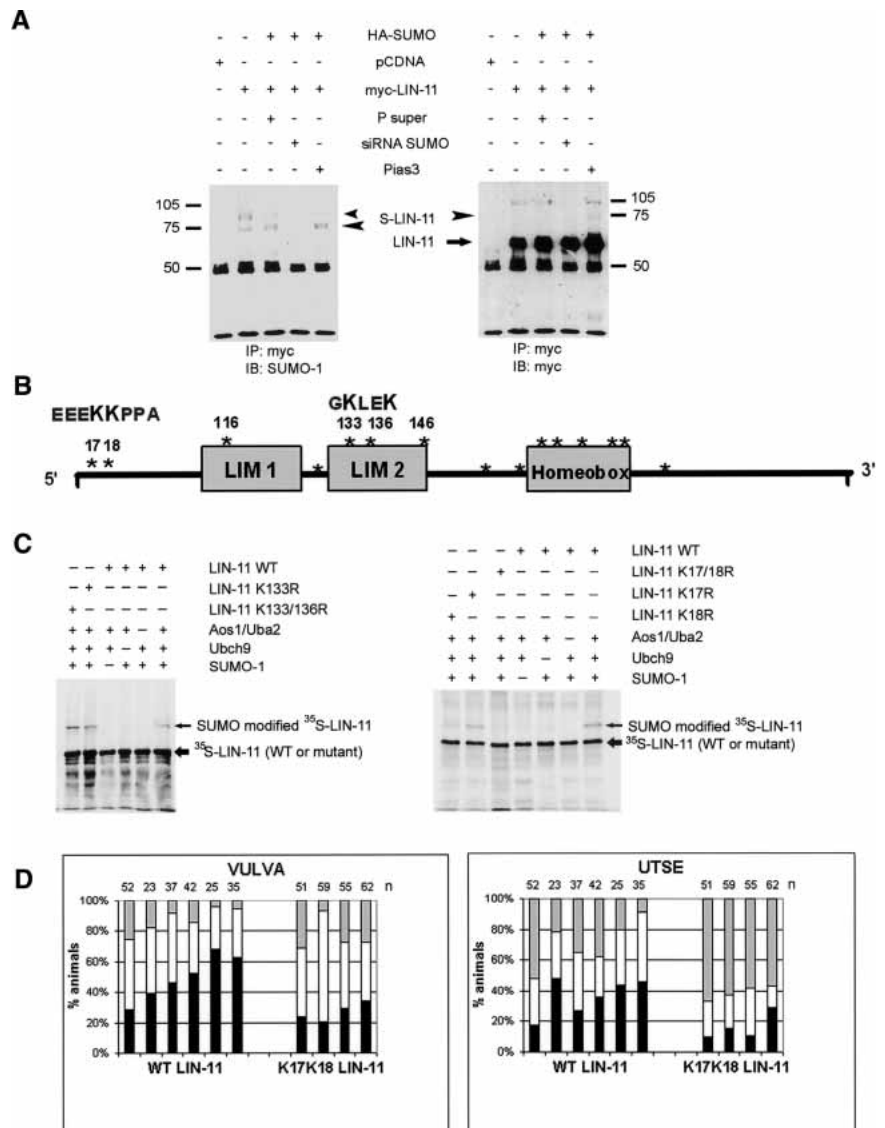 A
- - + + + HA-SUMO - - + + +
+ - - - - pCDNA + - - - -
- + + + + myc-LIN-11 - + + + +
- - + - - P super - - + - -
- - - + - siRNA SUMO - - - + -
- - - - + Pias3 - - - - +
105
75
50
S-LIN-11
LIN-11
105
75
50
IP: myc
IB: SUMO-1
IP: myc
IB: myc
B
EEEKKPPA
GKLEK
17 18
116
133 136 146
* * * * * * * * * * * * * * *
5'
LIM 1
LIM 2
Homeobox
3'
C
– – + + + + LIN-11 WT
– + – – – – LIN-11 K133R
+ – – – – – LIN-11 K133/136R
+ + + – + + Aos1/Uba2
+ + + + – + Ubch9
+ + – + + + SUMO-1
SUMO modified ³⁵S-LIN-11
³⁵S-LIN-11 (WT or mutant)
– – – + + + + LIN-11 WT
– – + – – – – LIN-11 K17/18R
– + – – – – – LIN-11 K17R
+ – – – – – – LIN-11 K18R
+ + + + + – + Aos1/Uba2
+ + + + – + + Ubch9
+ + + – + + + SUMO-1
SUMO modified ³⁵S-LIN-11
³⁵S-LIN-11 (WT or mutant)
D
VULVA
52 23 37 42 25 35 51 59 55 62 n
100%
80%
60%
40%
20%
0%
% animals
WT LIN-11
K17K18 LIN-11
UTSE
52 23 37 42 25 35 51 59 55 62 n
100%
80%
60%
40%
20%
0%
% animals
WT LIN-11
K17K18 LIN-11